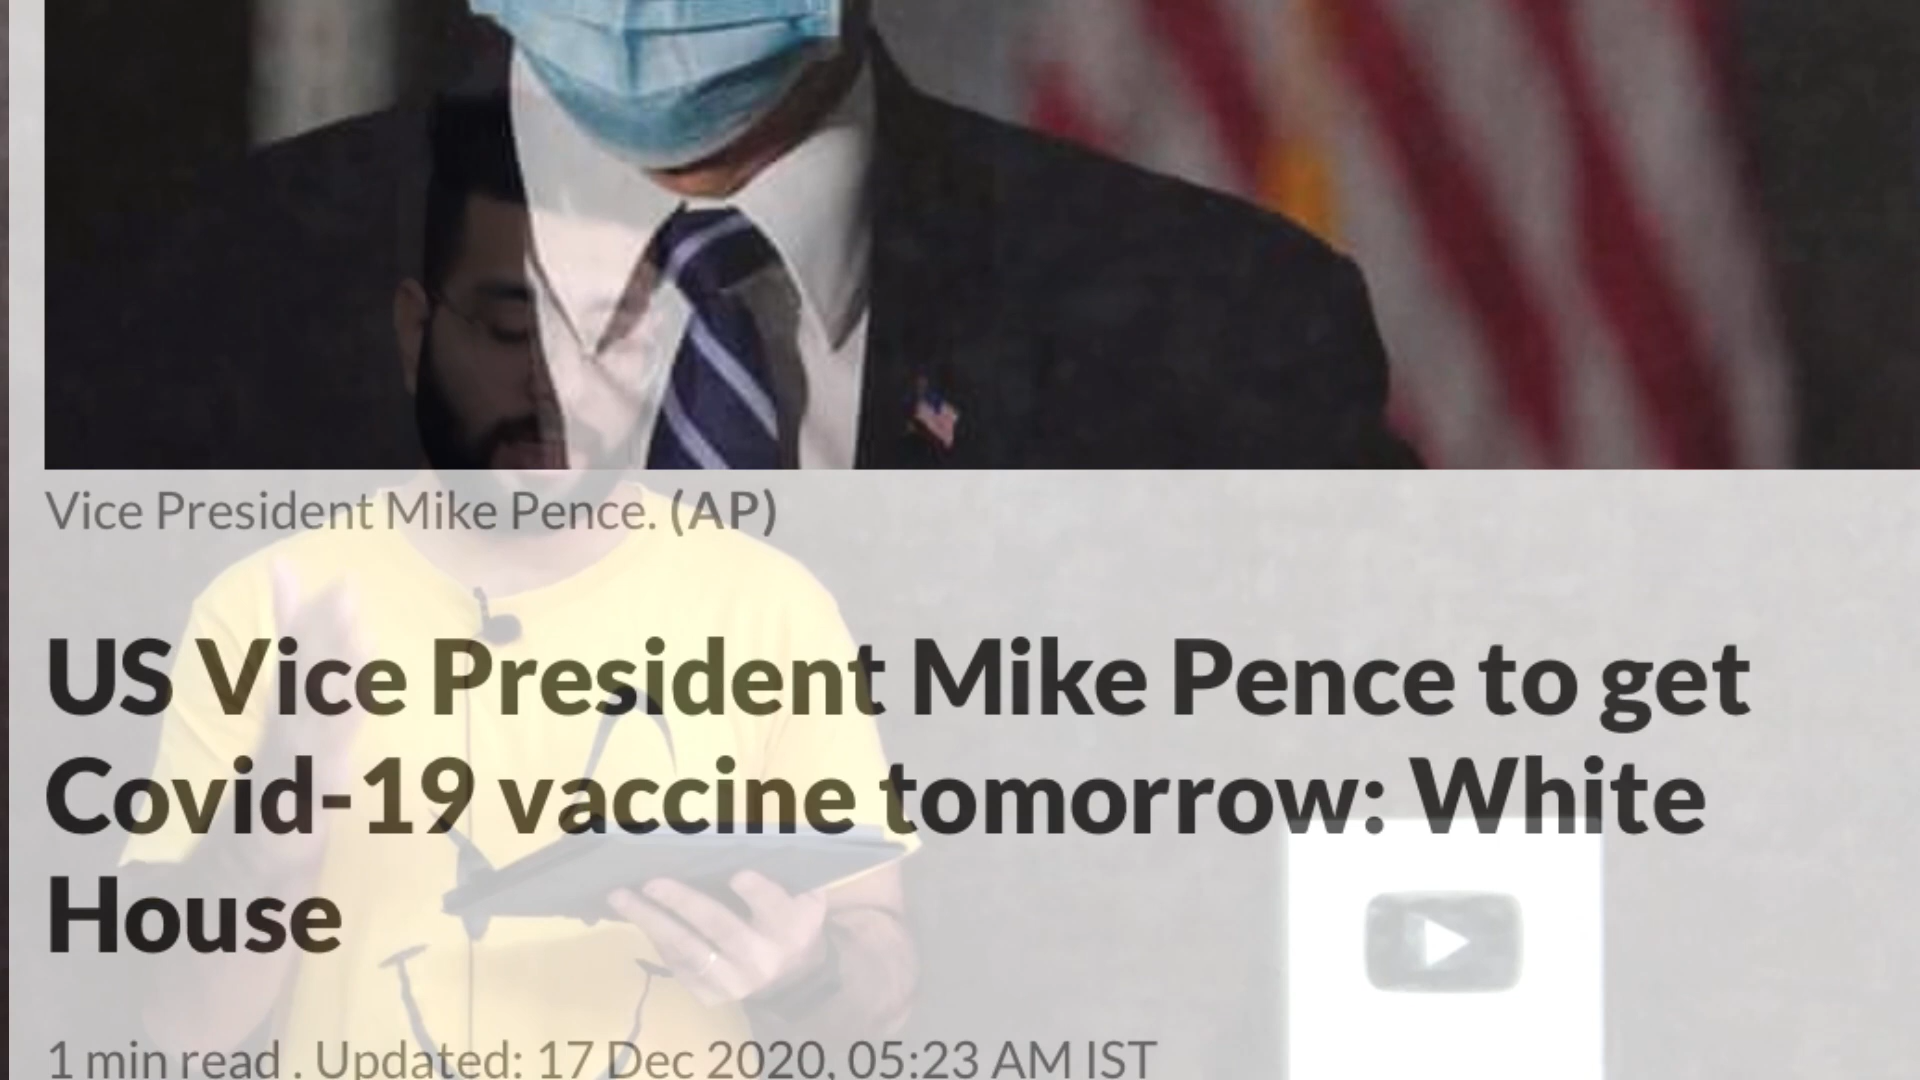 Vice President Mike Pence. (AP)
US Vice President Mike Pence to get
Covid-19 vaccine tomorrow: White
House
1 min read . Updated: 17 Dec 2020, 05:23 AM IST